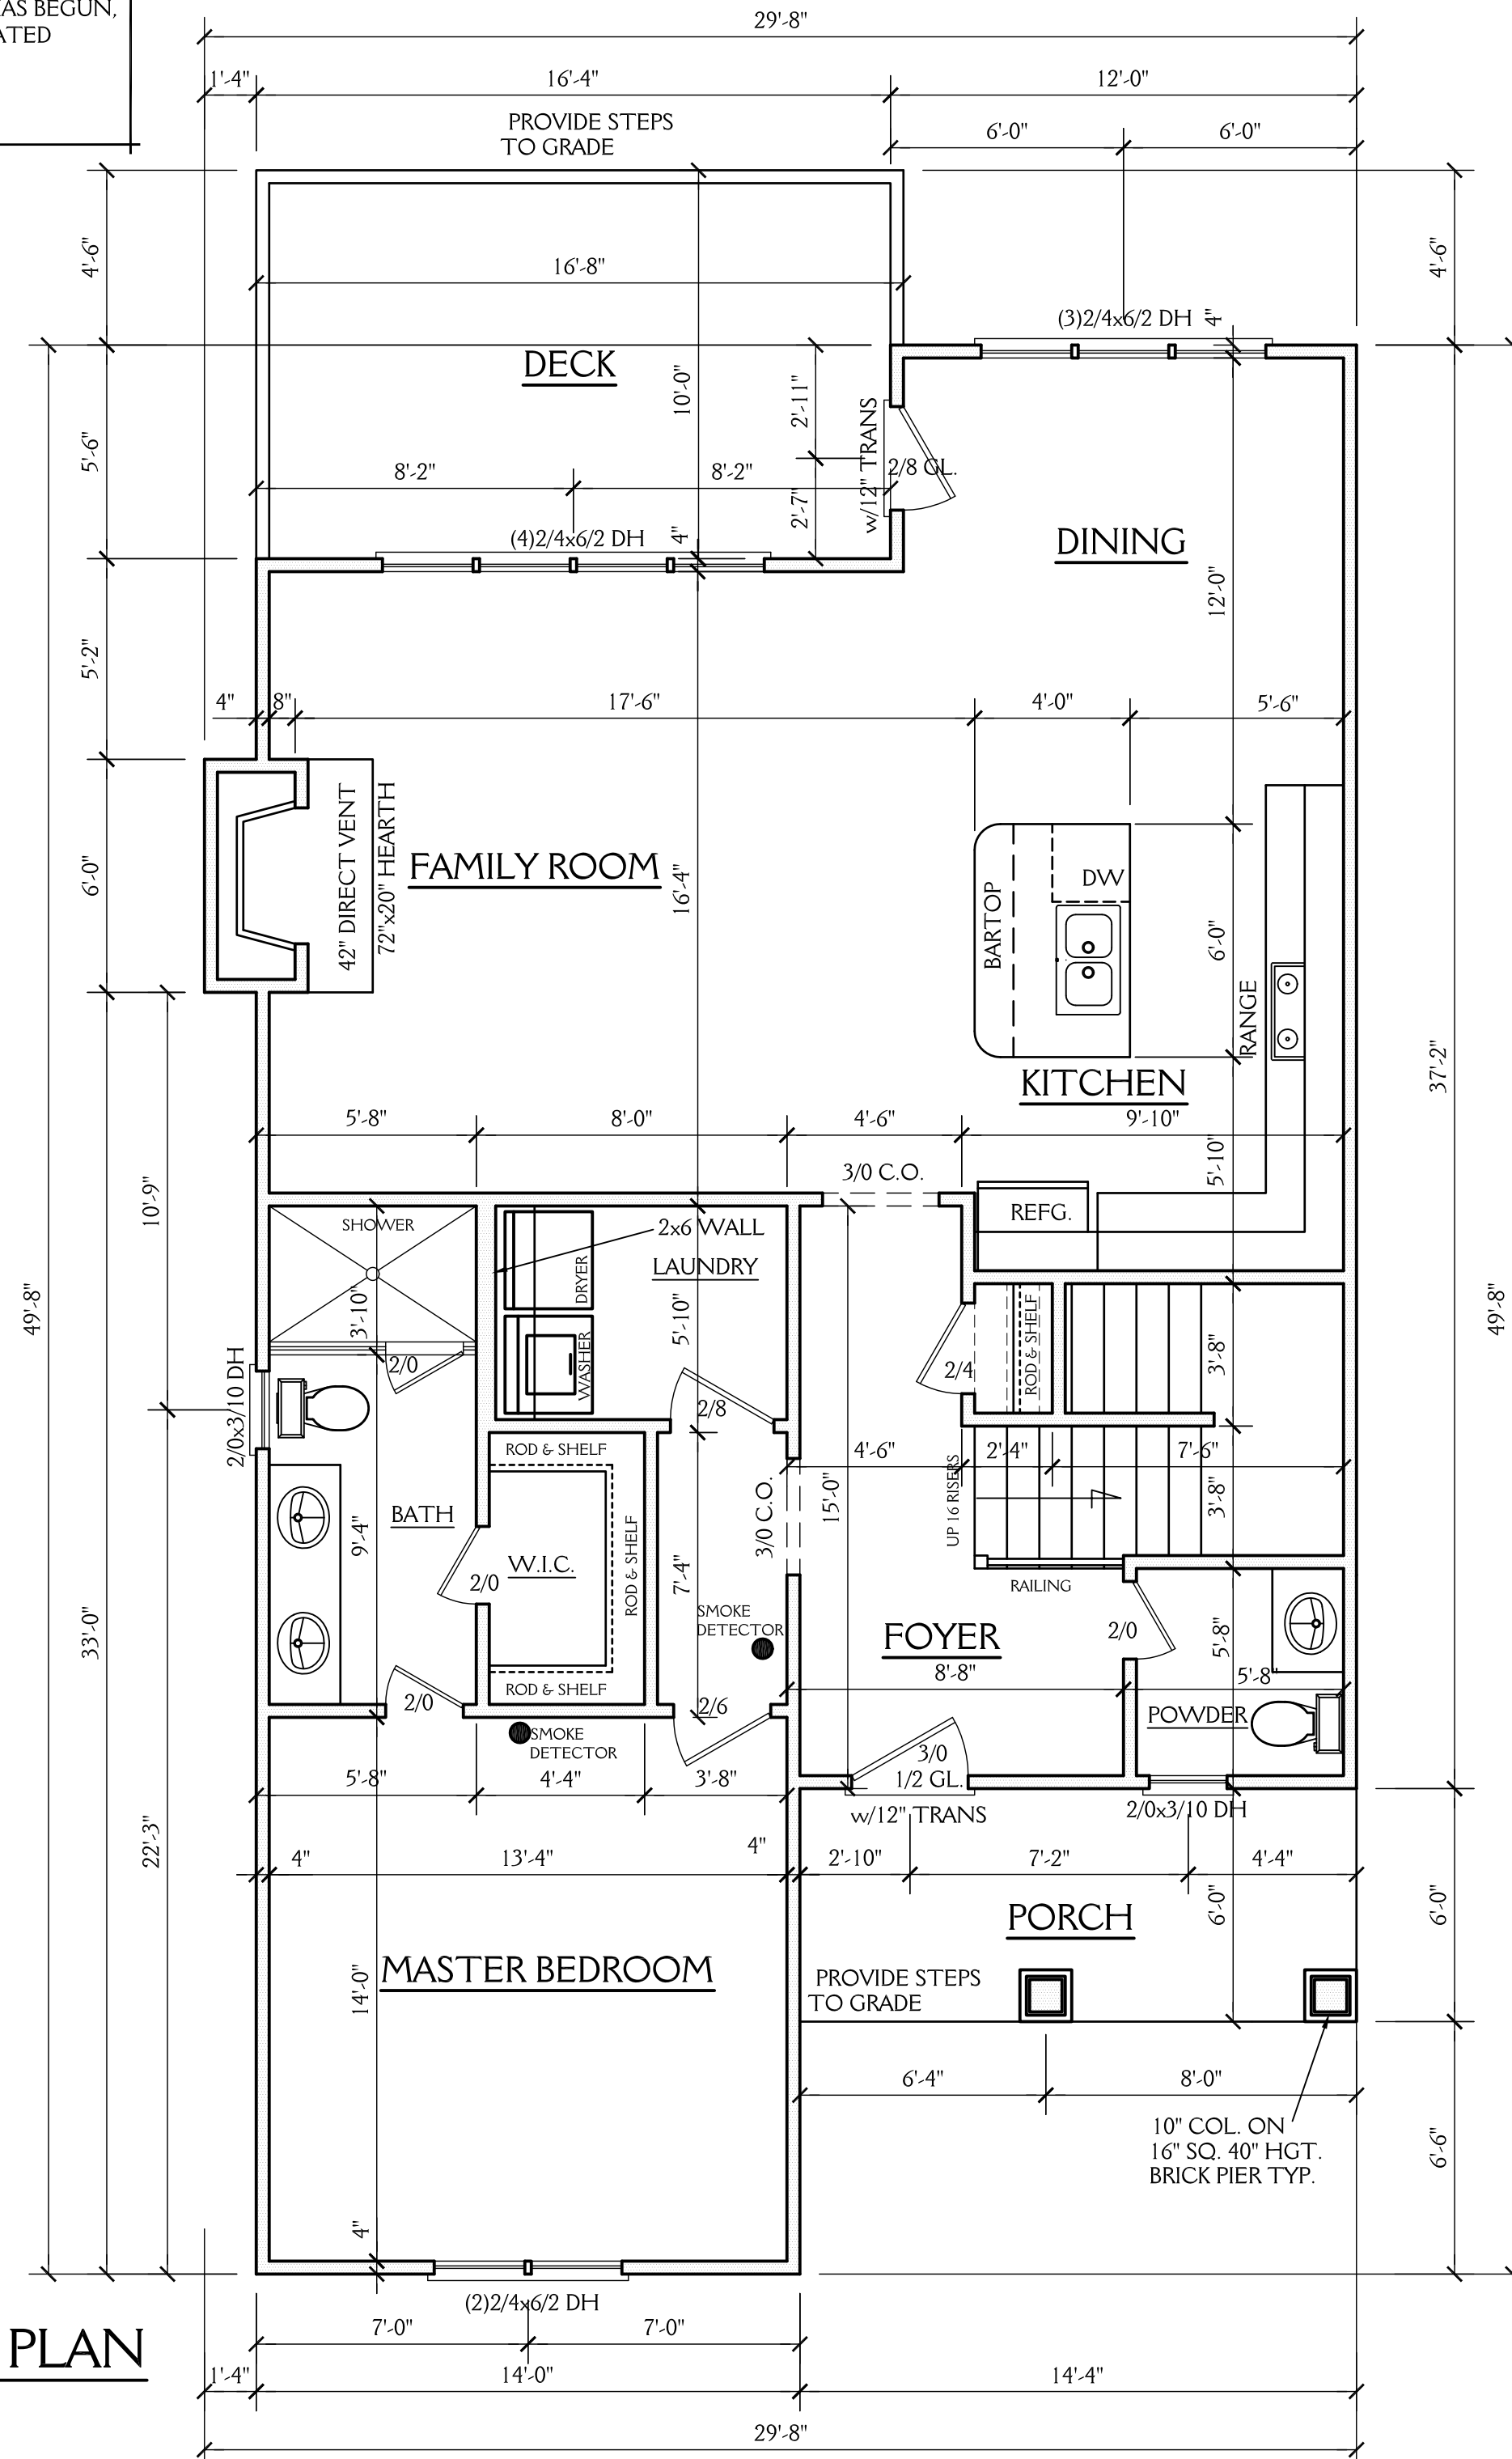 AS BEGUN,
ATED
29'-8"
1'-4"
16'-4"
12'-0"
PROVIDE STEPS
TO GRADE
6'-0"
6'-0"
4'-6"
16'-8"
4'-6"
(3)2/4x6/2 DH
4"
DECK
10'-0"
2'-11"
w/12" TRANS
2/8 GL.
5'-6"
8'-2"
8'-2"
2'-7"
(4)2/4x6/2 DH
4"
DINING
12'-0"
5'-2"
4"
8"
17'-6"
4'-0"
5'-6"
42" DIRECT VENT
72"x20" HEARTH
FAMILY ROOM
16'-4"
6'-0"
DW
BARTOP
6'-0"
RANGE
KITCHEN
37'-2"
5'-8"
8'-0"
4'-6"
9'-10"
5'-10"
10'-9"
3/0 C.O.
REFG.
SHOWER
2x6 WALL
LAUNDRY
DRYER
3'-10"
5'-10"
49'-8"
49'-8"
ROD & SHELF
3'-8"
2/0x3/10 DH
2/0
WASHER
2/4
2/8
ROD & SHELF
4'-6"
2'-4"
7'-6"
UP 16 RISERS
15'-0"
3/0 C.O.
3'-8"
BATH
9'-4"
W.I.C.
2/0
ROD & SHELF
7'-4"
RAILING
33'-0"
SMOKE
DETECTOR
FOYER
2/0
5'-8"
8'-8"
5'-8"
ROD & SHELF
2/0
2/6
POWDER
SMOKE
DETECTOR
3/0
1/2 GL.
w/12" TRANS
2/0x3/10 DH
5'-8"
4'-4"
3'-8"
22'-3"
4"
13'-4"
4"
2'-10"
7'-2"
4'-4"
6'-0"
6'-0"
PORCH
MASTER BEDROOM
14'-0"
PROVIDE STEPS
TO GRADE
6'-4"
8'-0"
10" COL. ON
16" SQ. 40" HGT.
BRICK PIER TYP.
6'-6"
4"
(2)2/4x6/2 DH
7'-0"
7'-0"
PLAN
1'-4"
14'-0"
14'-4"
29'-8"